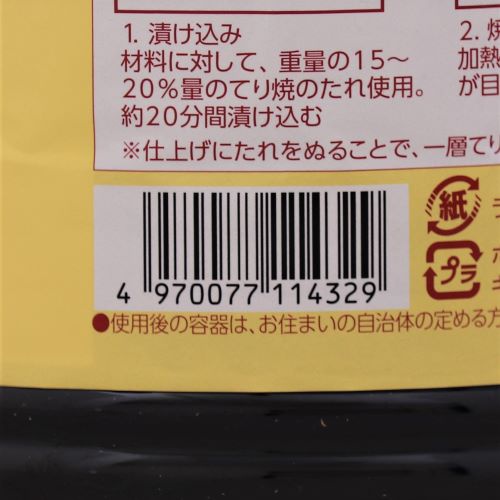 1. 漬け込み
材料に対して、重量の15～
20%量のてり焼のたれ使用。
約20分間漬け込む
※仕上げにたれをぬることで、一層てり
2. 焼
加熱
が目
4 970077 114329
紙
プラ
●使用後の容器は、お住まいの自治体の定める方